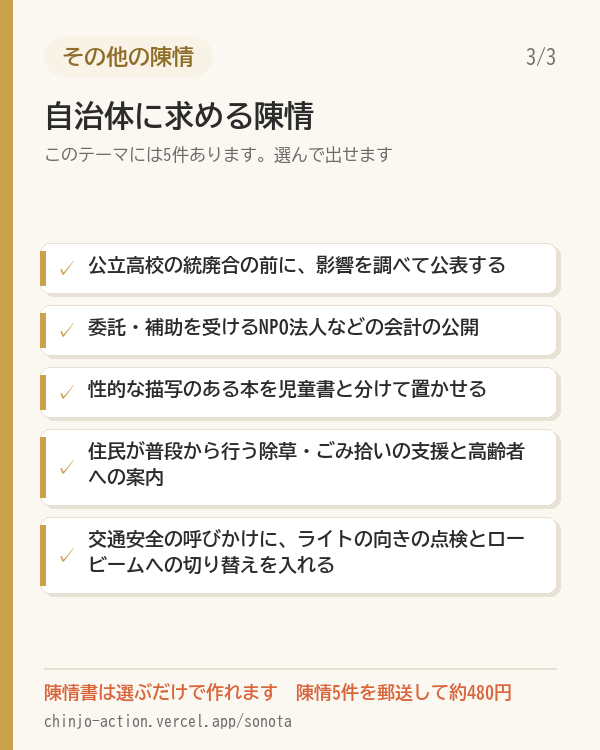 その他の陳情
3/3
自治体に求める陳情
このテーマには5件あります。選んで出せます
✓ 公立高校の統廃合の前に、影響を調べて公表する
✓ 委託・補助を受けるNPO法人などの会計の公開
✓ 性的な描写のある本を児童書と分けて置かせる
✓ 住民が普段から行う除草・ごみ拾いの支援と高齢者
への案内
✓ 交通安全の呼びかけに、ライトの向きの点検とロー
ビームへの切り替えを入れる
陳情書は選ぶだけで作れます　陳情5件を郵送して約480円
chinjo-action.vercel.app/sonota